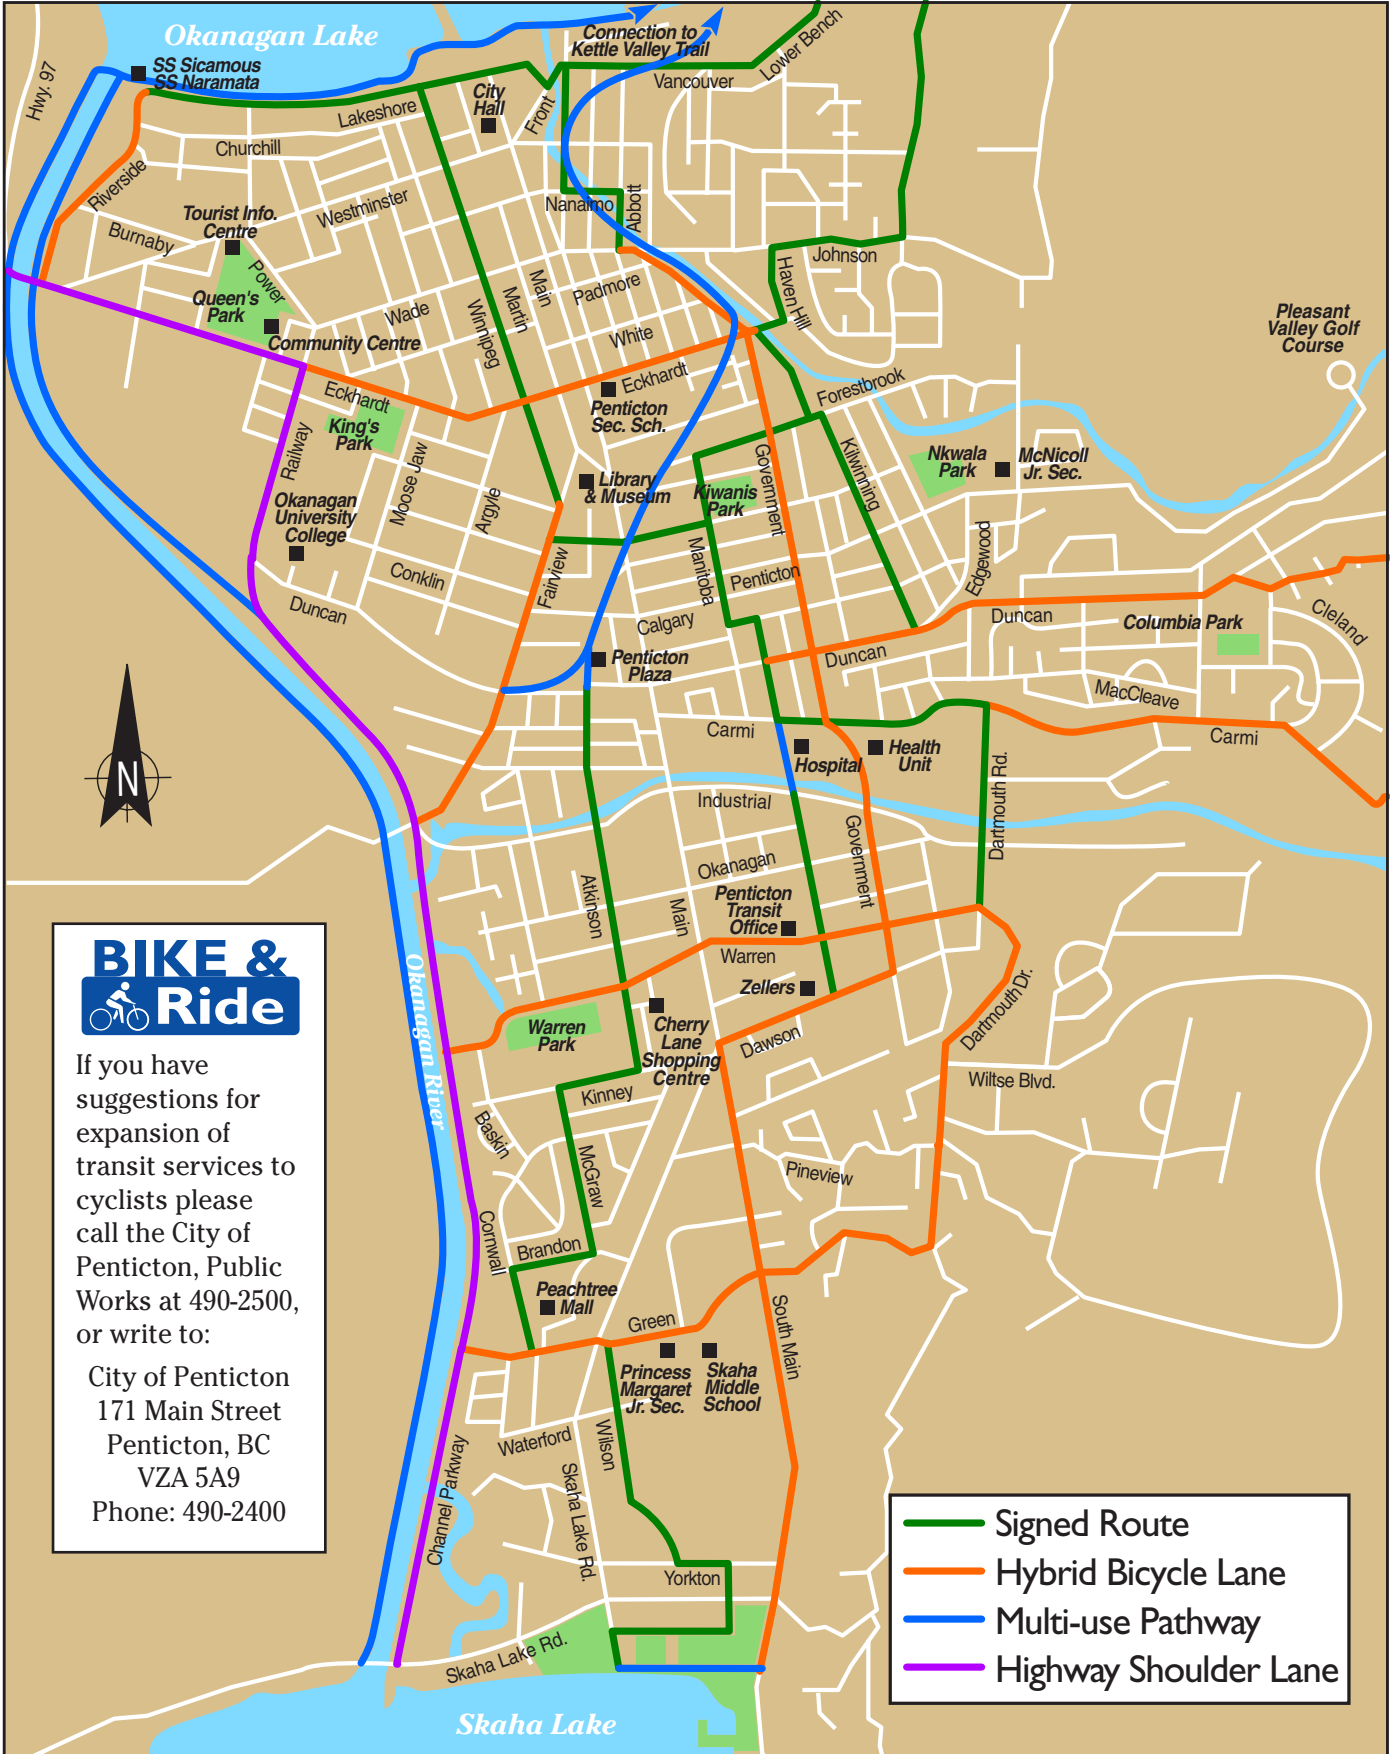 Okanagan Lake
Connection to
Kettle Valley Trail
Lower Bench
Hwy. 97
SS Sicamous
SS Naramata
Vancouver
City
Hall
Front
Lakeshore
Churchill
Riverside
Westminster
Nanaimo
Abbott
Tourist Info.
Centre
Burnaby
Power
Johnson
Haven Hill
Main
Padmore
Martin
Queen's
Park
Wade
Winnipeg
White
Community Centre
Pleasant
Valley Golf
Course
Eckhardt
Eckhardt
Penticton
Sec. Sch.
Forestbrook
King's
Park
Railway
Moose Jaw
Argyle
Library
& Museum
Kiwanis
Park
Government
Kilwinning
Nkwala
Park
McNicoll
Jr. Sec.
Okanagan
University
College
Conklin
Fairview
Manitoba
Penticton
Edgewood
Duncan
Calgary
Duncan
Columbia Park
Cleland
Penticton
Plaza
Duncan
MacCleave
Carmi
Carmi
Hospital
Health
Unit
N
Industrial
Dartmouth Rd.
Government
Okanagan
Atkinson
Main
Penticton
Transit
Office
Warren
Zellers
Dartmouth Dr.
Okanagan River
Warren
Park
Cherry
Lane
Shopping
Centre
Dawson
Kinney
Wiltse Blvd.
Baskin
McGraw
Pineview
Cornwall
Brandon
Peachtree
Mall
Green
South Main
Princess
Margaret
Jr. Sec.
Skaha
Middle
School
Waterford
Wilson
Channel Parkway
Skaha Lake Rd.
Yorkton
Skaha Lake Rd.
Skaha Lake
BIKE &
Ride
If you have
suggestions for
expansion of
transit services to
cyclists please
call the City of
Penticton, Public
Works at 490-2500,
or write to:
City of Penticton
171 Main Street
Penticton, BC
VZA 5A9
Phone: 490-2400
Signed Route
Hybrid Bicycle Lane
Multi-use Pathway
Highway Shoulder Lane